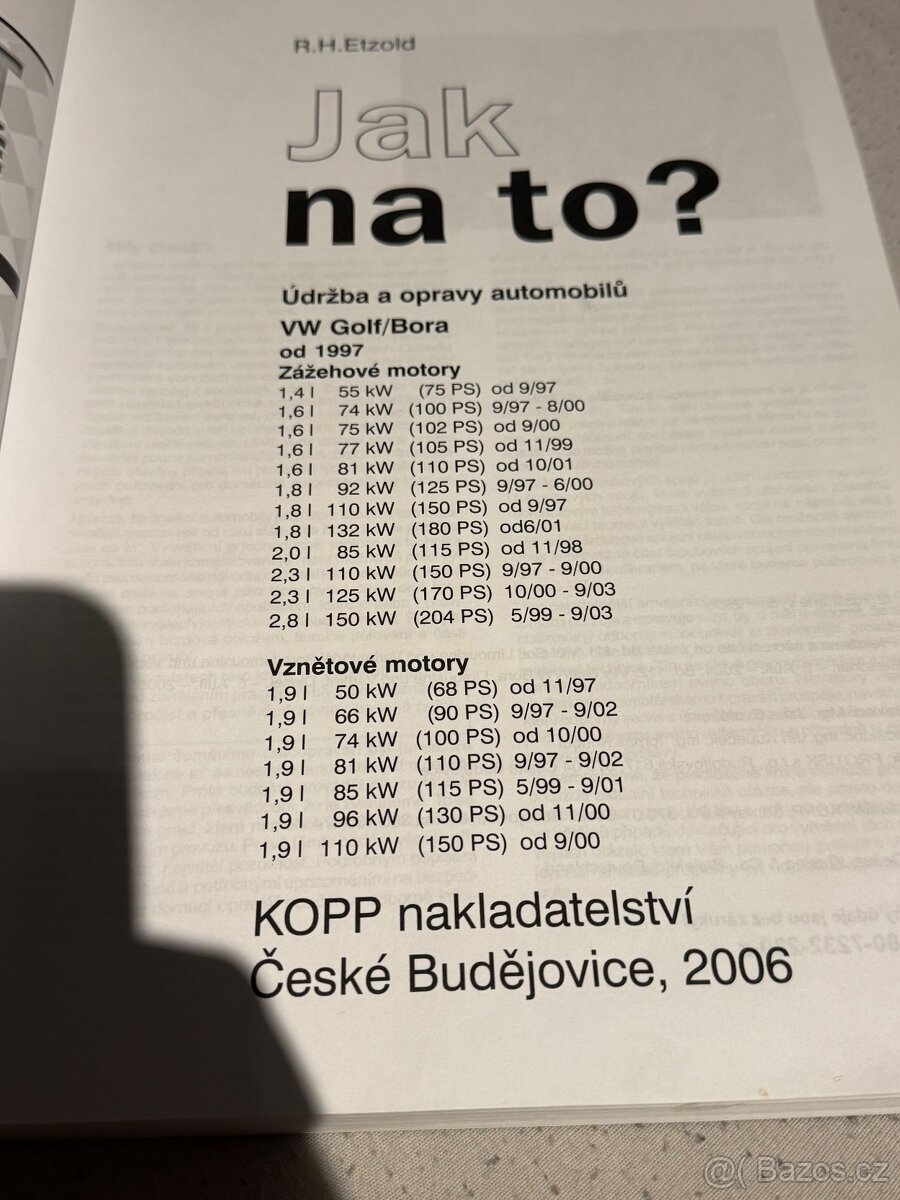 R.H.Etzold
Jak
na to?
Údržba a opravy automobilů
VW Golf/Bora
od 1997
Zážehové motory
1,4 l 55 kW (75 PS) od 9/97
1,6 l 74 kW (100 PS) 9/97 - 8/00
1,6 l 75 kW (102 PS) od 9/00
1,6 l 77 kW (105 PS) od 11/99
1,6 l 81 kW (110 PS) od 10/01
1,8 l 92 kW (125 PS) 9/97 - 6/00
1,8 l 110 kW (150 PS) od 9/97
1,8 l 132 kW (180 PS) od6/01
2,0 l 85 kW (115 PS) od 11/98
2,3 l 110 kW (150 PS) 9/97 - 9/00
2,3 l 125 kW (170 PS) 10/00 - 9/03
2,8 l 150 kW (204 PS) 5/99 - 9/03
Vznětové motory
1,9 l 50 kW (68 PS) od 11/97
1,9 l 66 kW (90 PS) 9/97 - 9/02
1,9 l 74 kW (100 PS) od 10/00
1,9 l 81 kW (110 PS) 9/97 - 9/02
1,9 l 85 kW (115 PS) 5/99 - 9/01
1,9 l 96 kW (130 PS) od 11/00
1,9 l 110 kW (150 PS) od 9/00
KOPP nakladatelství
České Budějovice, 2006
@( Bazos.cz